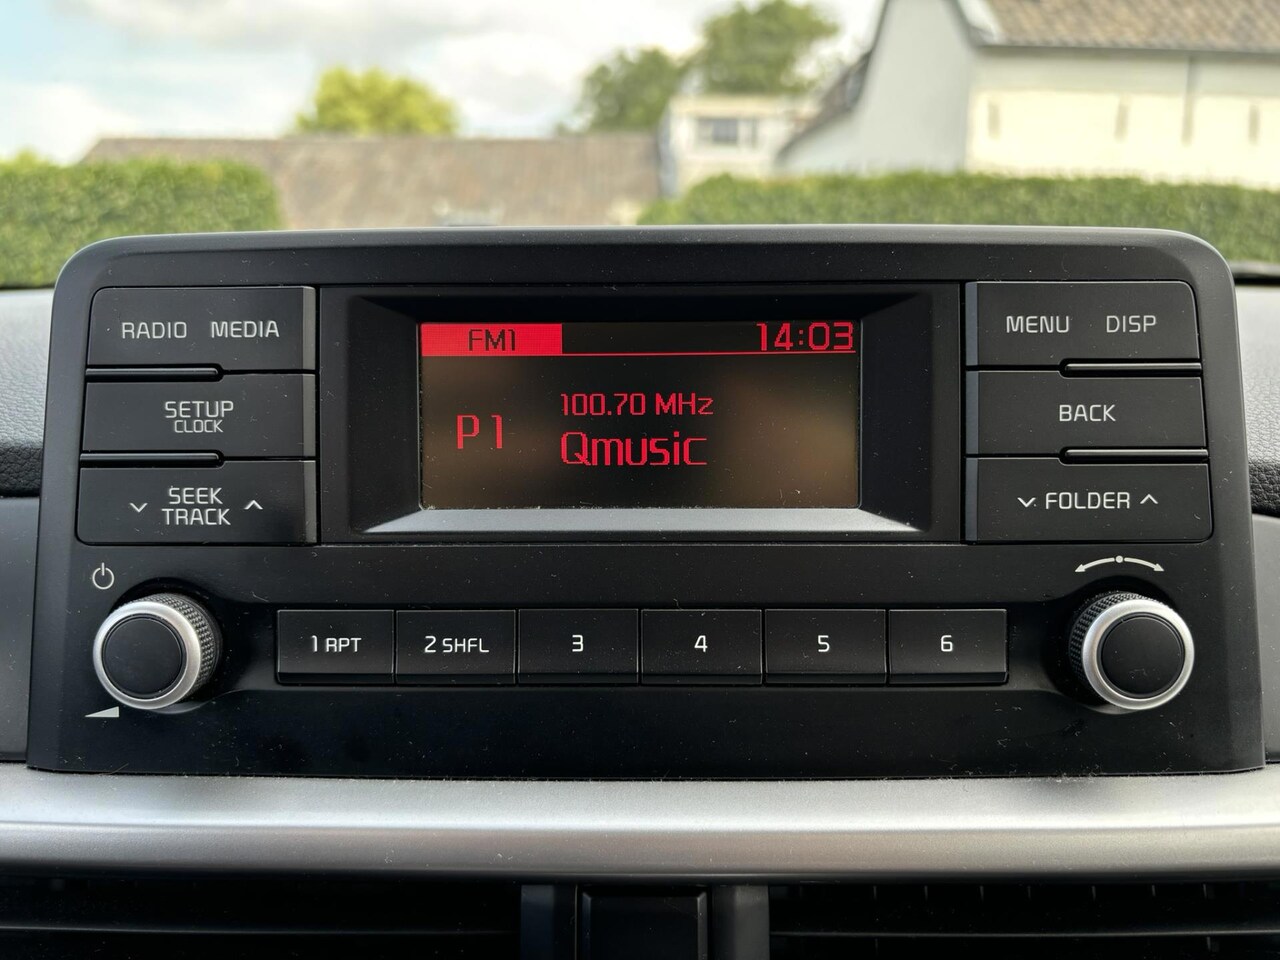 RADIO MEDIA
SETUP
CLOCK
SEEK
TRACK
FM1 14:03
100.70 MHz
P1
Qmusic
MENU DISP
BACK
FOLDER
1 RPT
2 SHFL
3
4
5
6